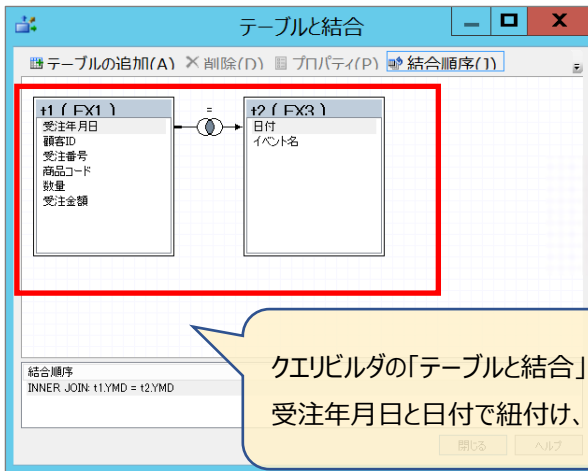 テーブルと結合
テーブルの追加(A) 削除(D) プロパティ(P) 結合順序(J)
t1 ( EX1 ) = t2 ( EX3 )
受注年月日 日付
顧客ID イベント名
受注番号
商品コード
数量
受注金額
クエリビルダの「テーブルと結合」
受注年月日と日付で紐付け、
結合順序
INNER JOIN: t1.YMD = t2.YMD
閉じる ヘルプ